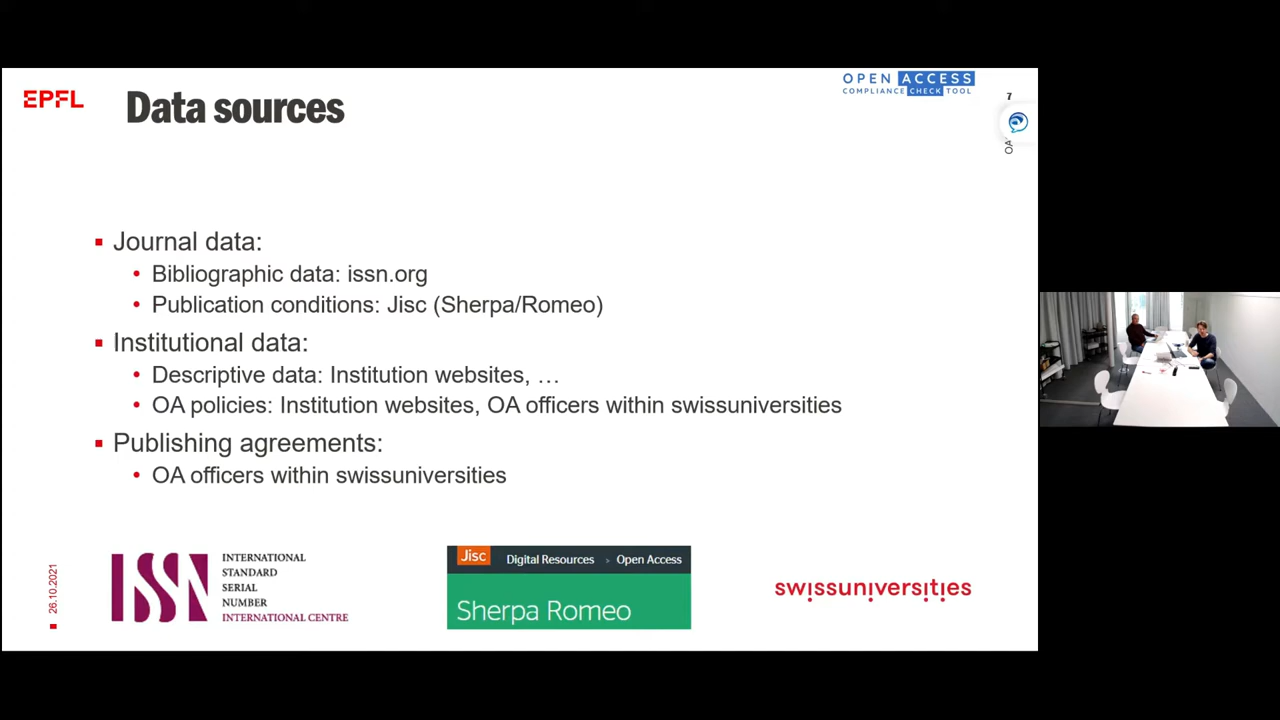 EPFL
Data sources
OPEN ACCESS
COMPLIANCE CHECK TOOL
7
OA
Journal data:
Bibliographic data: issn.org
Publication conditions: Jisc (Sherpa/Romeo)
Institutional data:
Descriptive data: Institution websites, …
OA policies: Institution websites, OA officers within swissuniversities
Publishing agreements:
OA officers within swissuniversities
26.10.2021
ISSN
INTERNATIONAL
STANDARD
SERIAL
NUMBER
INTERNATIONAL CENTRE
Jisc Digital Resources > Open Access
Sherpa Romeo
swissuniversities